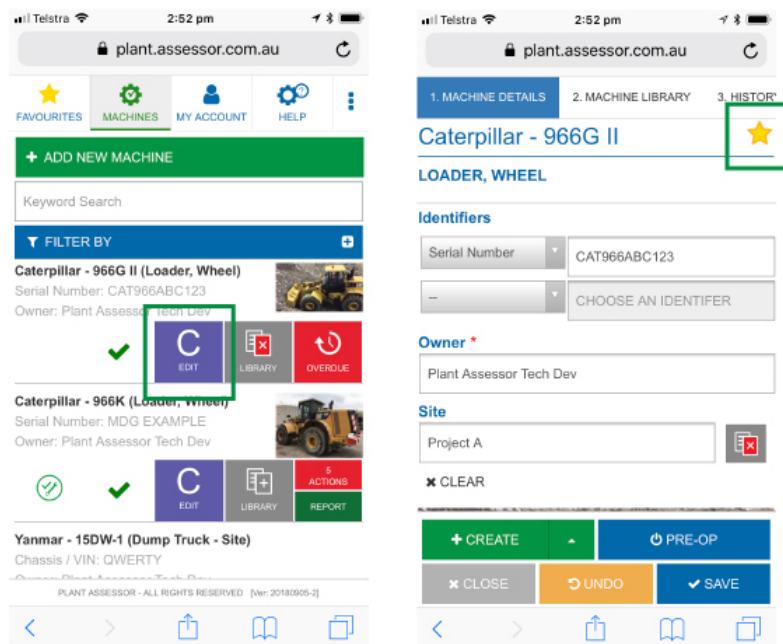 Telstra 2:52 pm
plant.assessor.com.au
FAVOURITES MACHINES MY ACCOUNT HELP
+ ADD NEW MACHINE
Keyword Search
FILTER BY
Caterpillar - 966G II (Loader, Wheel)
Serial Number: CAT966ABC123
Owner: Plant Assessor Tech Dev
C
EDIT LIBRARY OVERDUE
Caterpillar - 966K (Loader, Wheel)
Serial Number: MDG EXAMPLE
Owner: Plant Assessor Tech Dev
C 5
ACTIONS
EDIT LIBRARY REPORT
Yanmar - 15DW-1 (Dump Truck - Site)
Chassis / VIN: QWERTY
PLANT ASSESSOR - ALL RIGHTS RESERVED [Ver: 20180905-2]
Telstra 2:52 pm
plant.assessor.com.au
1. MACHINE DETAILS 2. MACHINE LIBRARY 3. HISTORY
Caterpillar - 966G II
LOADER, WHEEL
Identifiers
Serial Number CAT966ABC123
-- CHOOSE AN IDENTIFER
Owner *
Plant Assessor Tech Dev
Site
Project A
CLEAR
+ CREATE PRE-OP
CLOSE UNDO SAVE